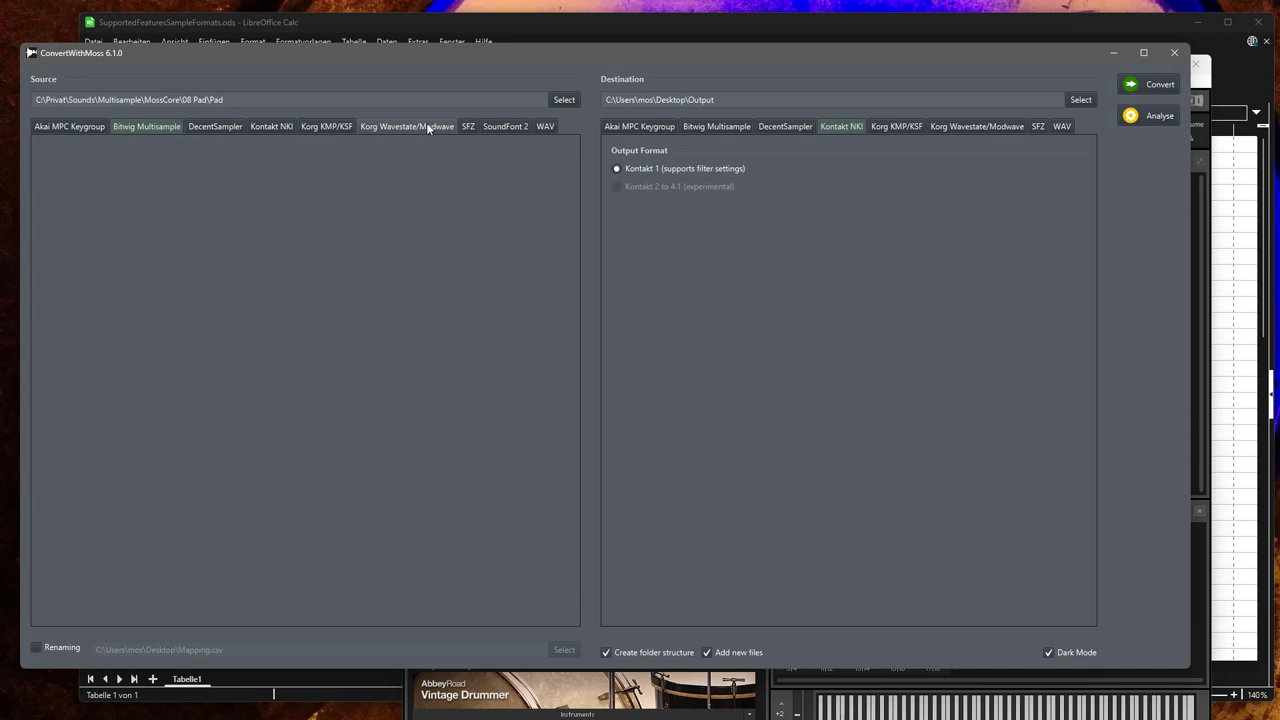 SupportedFeaturesSampleFormats.ods - LibreOffice Calc
Datei Bearbeiten Ansicht Einfügen Format Formatvorlagen Tabelle Daten Extras Fenster Hilfe
ConvertWithMoss 6.1.0
Source
C:\Privat\Sounds\Multisample\MossCore\08 Pad\Pad
Select
Akai MPC Keygroup Bitwig Multisample DecentSampler Kontakt NKI Korg KMP/KSF Korg Wavestate/Modwave SFZ SoundFont 2 WAV
Destination
C:\Users\mos\Desktop\Output
Select
Akai MPC Keygroup Bitwig Multisample DecentSampler Kontakt NKI Korg KMP/KSF Korg Wavestate/Modwave SFZ WAV
Output Format
Kontakt 1 (supports filter settings)
Kontakt 2 to 4.1 (experimental)
Convert
Analyse
Renaming
C:\Users\mos\Desktop\Mapping.csv
Select
Create folder structure
Add new files
Dark Mode
Tabelle1
Tabelle 1 von 1
AbbeyRoad
Vintage Drummer
Instruments
+2
140%